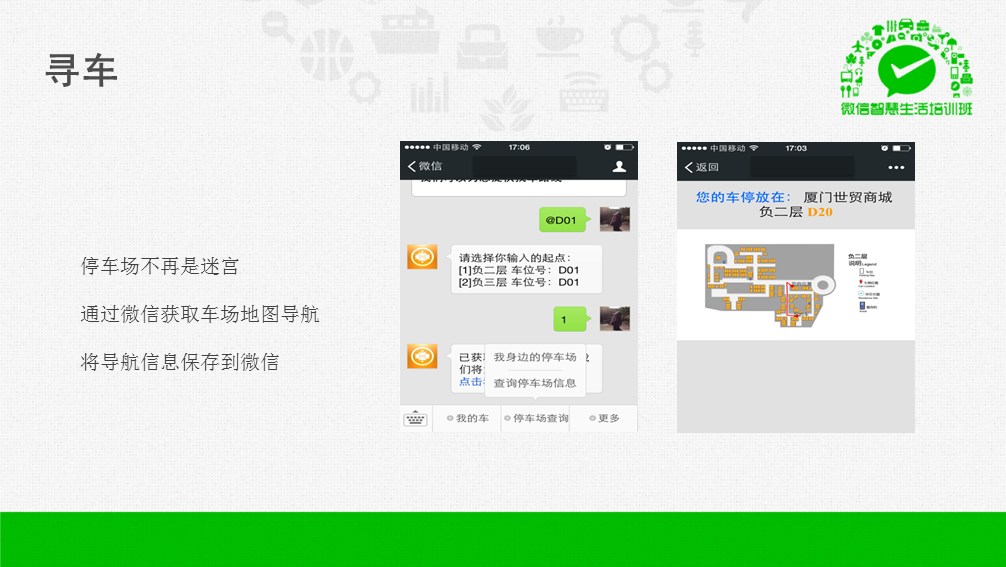 寻车
微信智慧生活培训班
停车场不再是迷宫
通过微信获取车场地图导航
将导航信息保存到微信
中国移动
17:06
微信
@D01
请选择你输入的起点：
[1]负二层 车位号：D01
[2]负三层 车位号：D01
1
已获
们将
点击
我身边的停车场
查询停车场信息
我的车
停车场查询
更多
中国移动
17:03
返回
您的车停放在： 厦门世贸商城
负二层 D20
负二层
说明Legend